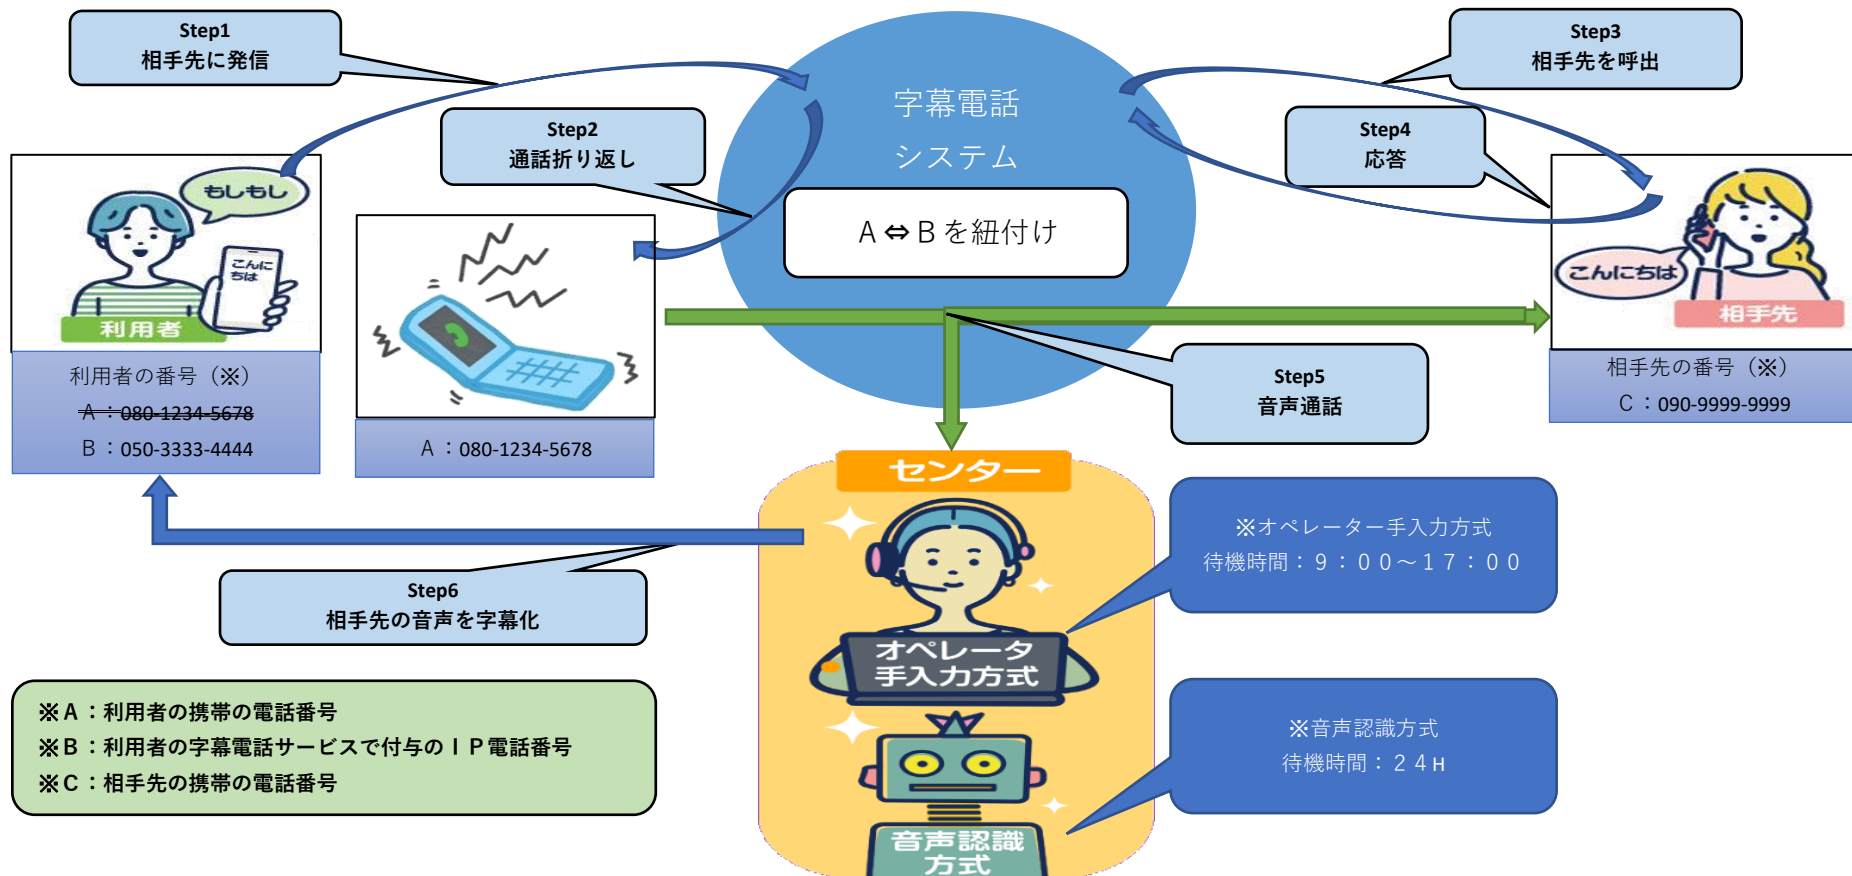 Step1
相手先に発信
Step2
通話折り返し
字幕電話
システム
A⇔Bを紐付け
Step3
相手先を呼出
Step4
応答
もしもし
こんに
ちは
利用者
利用者の番号（※）
A：080-1234-5678
B：050-3333-4444
A：080-1234-5678
こんにちは
相手先
相手先の番号（※）
C：090-9999-9999
Step5
音声通話
センター
オペレータ
手入力方式
音声認識
方式
※オペレーター手入力方式
待機時間：９：００～１７：００
※音声認識方式
待機時間：２４H
Step6
相手先の音声を字幕化
※A：利用者の携帯の電話番号
※B：利用者の字幕電話サービスで付与のＩＰ電話番号
※C：相手先の携帯の電話番号